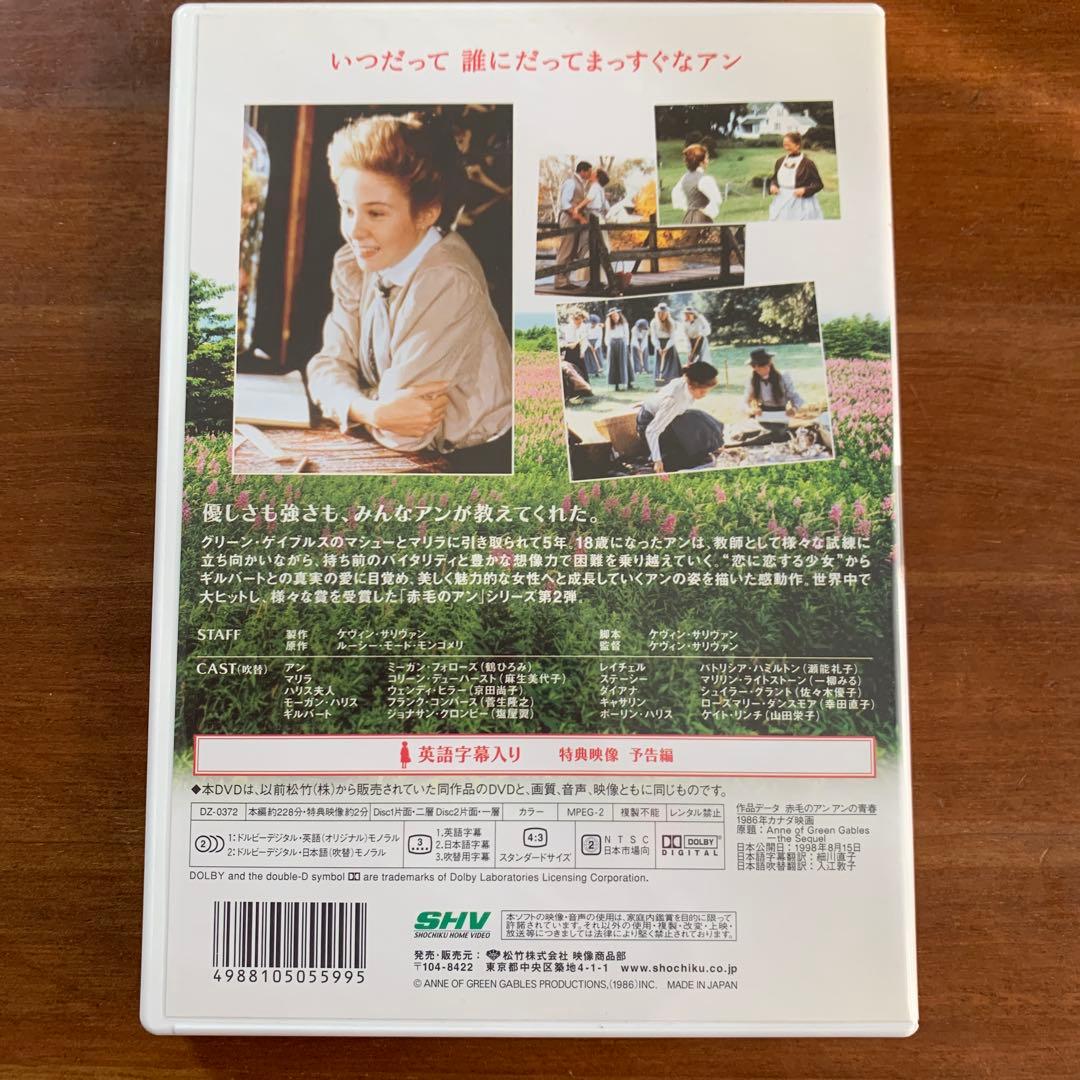 いつだって 誰にだってまっすぐなアン
優しさも強さも、みんなアンが教えてくれた。
グリーン・ゲイブルスのマシューとマリラに引き取られて5年。18歳になったアンは、教師として様々な試練に立ち向かいながら、持ち前のバイタリティと豊かな想像力で困難を乗り越えていく。“恋に恋する少女”から
ギルバートとの真実の愛に目覚め、美しく魅力的な女性へと成長していくアンの姿を描いた感動作。世界中で
大ヒットし、様々な賞を受賞した「赤毛のアン」シリーズ第2弾。
STAFF 製作 ケヴィン・サリヴァン 脚本 ケヴィン・サリヴァン
原作 ルーシー・モード・モンゴメリ 監督 ケヴィン・サリヴァン
CAST(吹替) アン ミーガン・フォローズ(鶴ひろみ) レイチェル パトリシア・ハミルトン(瀬能礼子)
マリラ コリーン・デューハースト(麻生美代子) ステーシー マリリン・ライトストーン(一柳みる)
ハリス夫人 ウェンディ・ヒラー(京田尚子) ダイアナ シュイラー・グラント(佐々木優子)
モーガン・ハリス フランク・コンバース(菅生隆之) キャサリン ローズマリー・ダンスモア(幸田直子)
ギルバート ジョナサン・クロンビー(塩屋翼) ポーリン・ハリス ケイト・リンチ(山田栄子)
英語字幕入り 特典映像 予告編
◆本DVDは、以前松竹(株)から販売されていた同作品のDVDと、画質、音声、映像ともに同じものです。
DZ-0372 本編約228分・特典映像約2分 Disc1片面・二層 Disc2片面・一層 カラー MPEG-2 複製不能 レンタル禁止
2 1:ドルビーデジタル・英語(オリジナル)モノラル
2:ドルビーデジタル・日本語(吹替)モノラル
3 1.英語字幕
2.日本語字幕
3.吹替用字幕
4:3
スタンダードサイズ
2 NTSC
日本市場向
DOLBY
DIGITAL
作品データ 赤毛のアン アンの青春
1986年カナダ映画
原題:Anne of Green Gables
—the Sequel
日本公開日:1998年8月15日
日本語字幕翻訳:細川直子
日本語吹替翻訳:入江敦子
DOLBY and the double-D symbol are trademarks of Dolby Laboratories Licensing Corporation.
4988105055995
SHV
SHOCHIKU HOME VIDEO
本ソフトの映像・音声の使用は、家庭内鑑賞を目的に限って
許諾されています。それ以外の使用・複製・改変・上映・
放送等につきましては法律により堅く禁止されております。
発売・販売元: 松竹株式会社 映像商品部
〒104-8422 東京都中央区築地4-1-1 www.shochiku.co.jp
© ANNE OF GREEN GABLES PRODUCTIONS,(1986)INC. MADE IN JAPAN